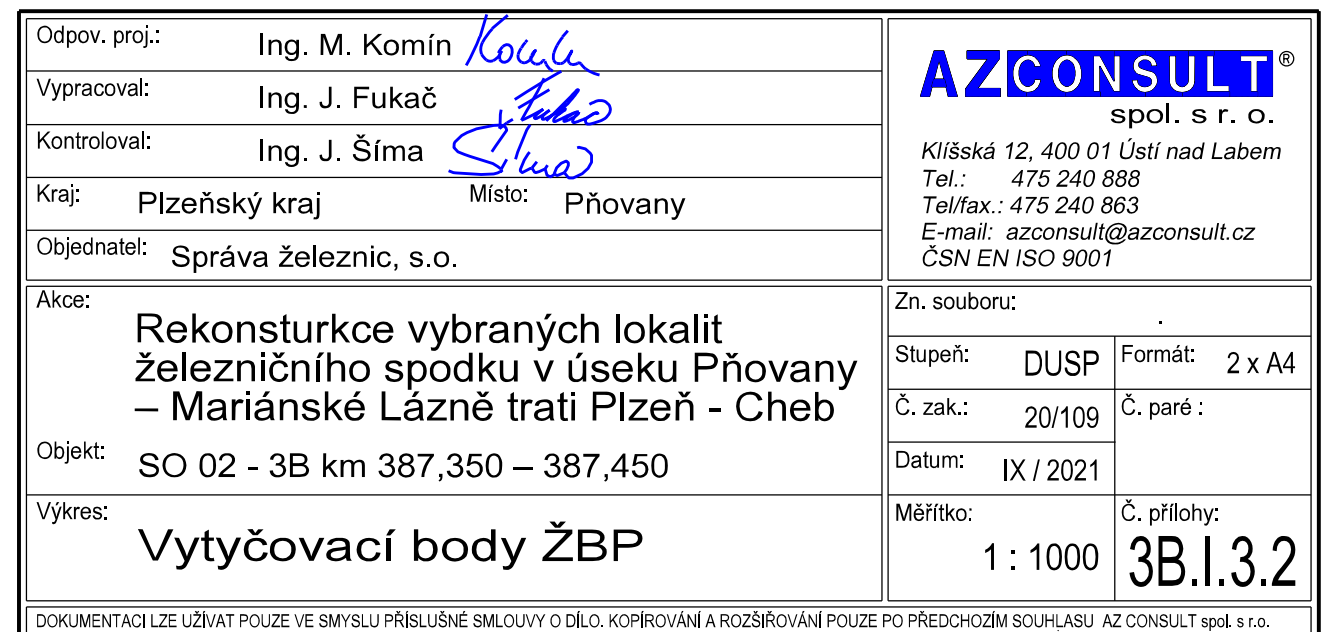 Odpov. proj.: Ing. M. Komín Komín
Vypracoval: Ing. J. Fukač Fukač
Kontroloval: Ing. J. Šíma Šíma
Kraj: Plzeňský kraj Místo: Pňovany
Objednatel: Správa železnic, s.o.
AZCONSULT®
spol. s r. o.
Klíšská 12, 400 01 Ústí nad Labem
Tel.: 475 240 888
Tel/fax.: 475 240 863
E-mail: azconsult@azconsult.cz
ČSN EN ISO 9001
Akce:
Rekonsturkce vybraných lokalit
železničního spodku v úseku Pňovany
– Mariánské Lázně trati Plzeň - Cheb
Objekt: SO 02 - 3B km 387,350 – 387,450
Výkres:
Vytyčovací body ŽBP
Zn. souboru: .
Stupeň: DUSP Formát: 2 x A4
Č. zak.: 20/109 Č. paré :
Datum: IX / 2021
Měřítko: 1 : 1000
Č. přílohy: 3B.I.3.2
DOKUMENTACI LZE UŽÍVAT POUZE VE SMYSLU PŘÍSLUŠNÉ SMLOUVY O DÍLO. KOPÍROVÁNÍ A ROZŠIŘOVÁNÍ POUZE PO PŘEDCHOZÍM SOUHLASU AZ CONSULT spol. s r.o.